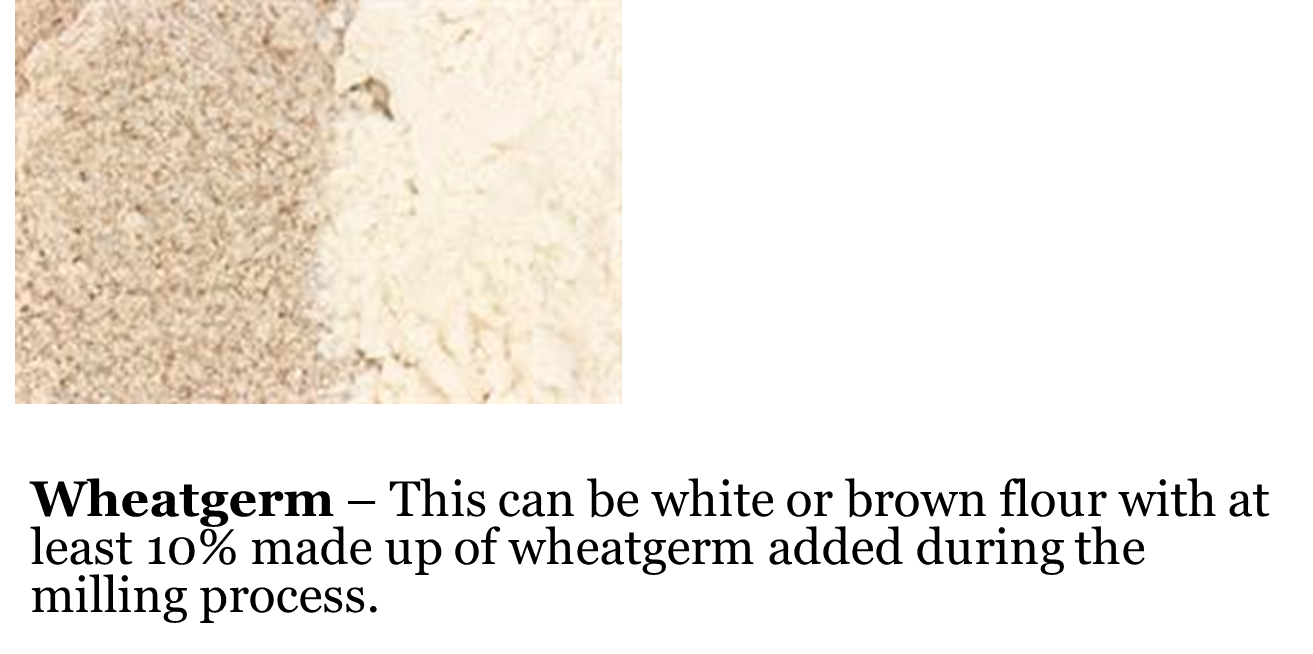 Wheatgerm – This can be white or brown flour with at
least 10% made up of wheatgerm added during the
milling process.